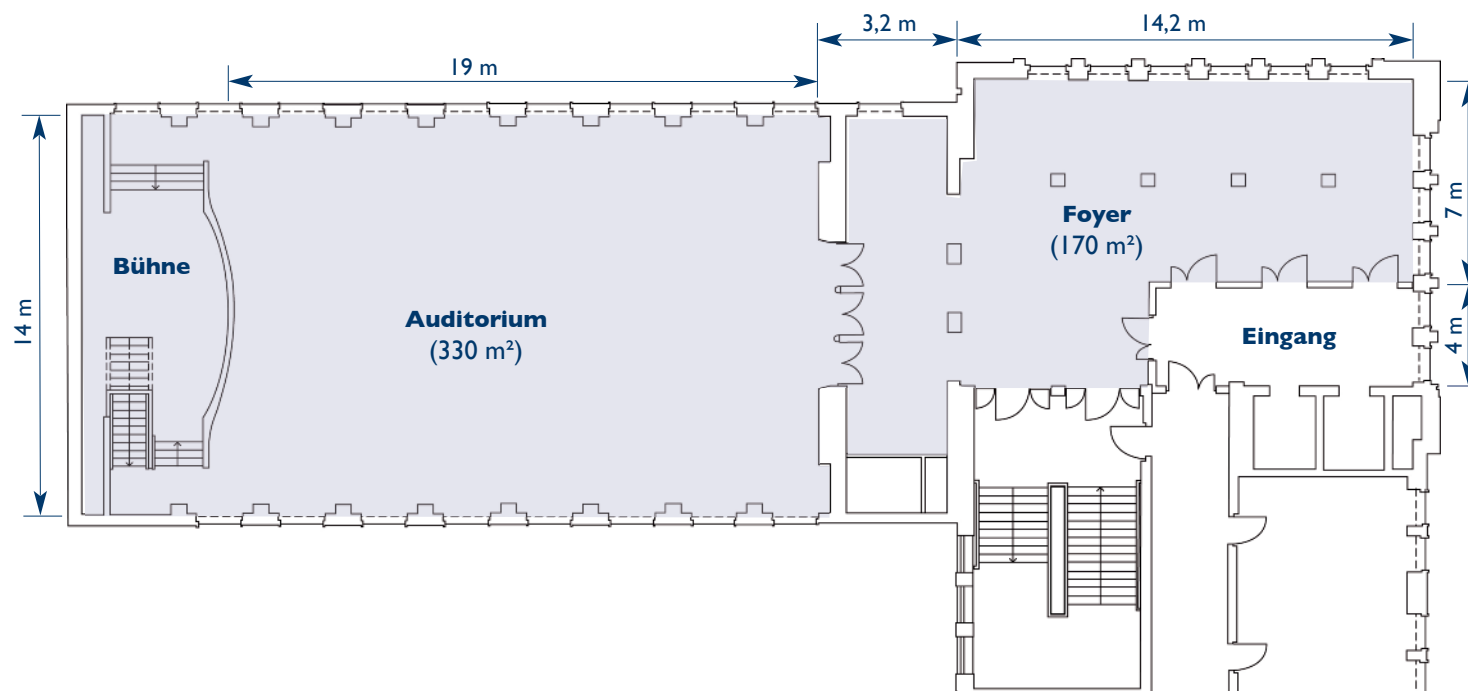 3,2 m
14,2 m
19 m
14 m
Bühne
Auditorium
(330 m²)
Foyer
(170 m²)
7 m
Eingang
4 m